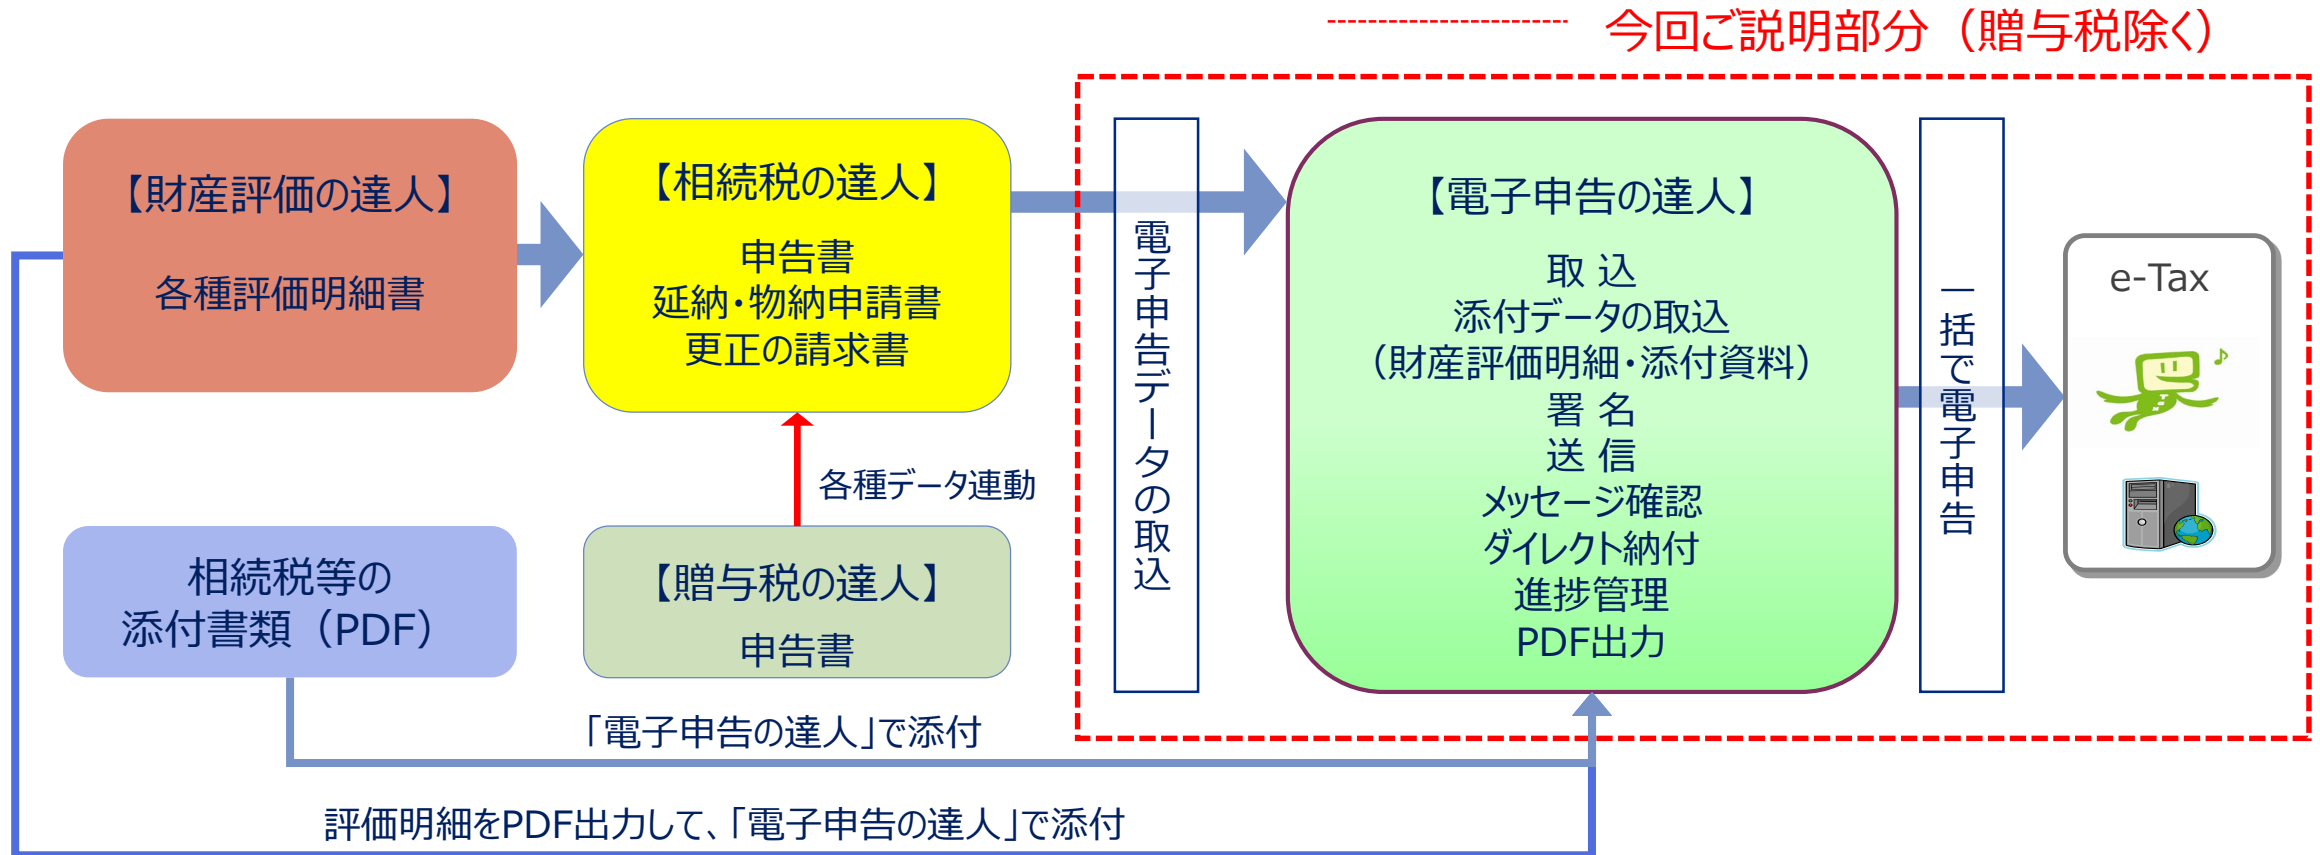 今回ご説明部分（贈与税除く）
【財産評価の達人】
各種評価明細書
【相続税の達人】
申告書
延納・物納申請書
更正の請求書
各種データ連動
相続税等の
添付書類（PDF）
【贈与税の達人】
申告書
電子申告データの取込
【電子申告の達人】
取 込
添付データの取込
（財産評価明細・添付資料）
署 名
送 信
メッセージ確認
ダイレクト納付
進捗管理
PDF出力
一括で電子申告
e-Tax
「電子申告の達人」で添付
評価明細をPDF出力して、「電子申告の達人」で添付